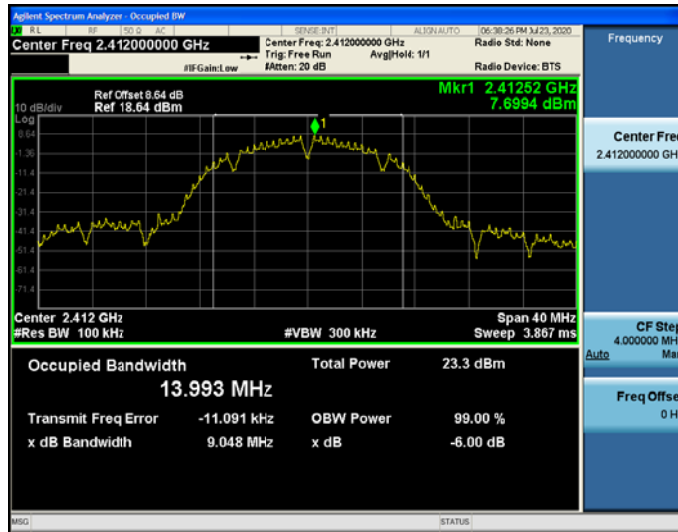 Agilent Spectrum Analyzer - Occupied BW
RL RF 50 Ω AC SENSE:INT ALIGN AUTO 06:38:26 PM Jul 23, 2020
Center Freq 2.412000000 GHz
Center Freq: 2.412000000 GHz
Radio Std: None
Trig: Free Run Avg|Hold: 1/1
#IFGain:Low #Atten: 20 dB Radio Device: BTS
Ref Offset 8.64 dB
10 dB/div Ref 18.64 dBm
Mkr1 2.41252 GHz
7.6994 dBm
Log
8.64
-1.36
-11.4
-21.4
-31.4
-41.4
-51.4
-61.4
-71.4
1
Center 2.412 GHz Span 40 MHz
#Res BW 100 kHz #VBW 300 kHz Sweep 3.867 ms
Occupied Bandwidth Total Power 23.3 dBm
13.993 MHz
Transmit Freq Error -11.091 kHz OBW Power 99.00 %
x dB Bandwidth 9.048 MHz x dB -6.00 dB
MSG STATUS
Frequency
Center Fre
2.412000000 GH
CF Step
4.000000 MH
Auto Ma
Freq Offse
0 H